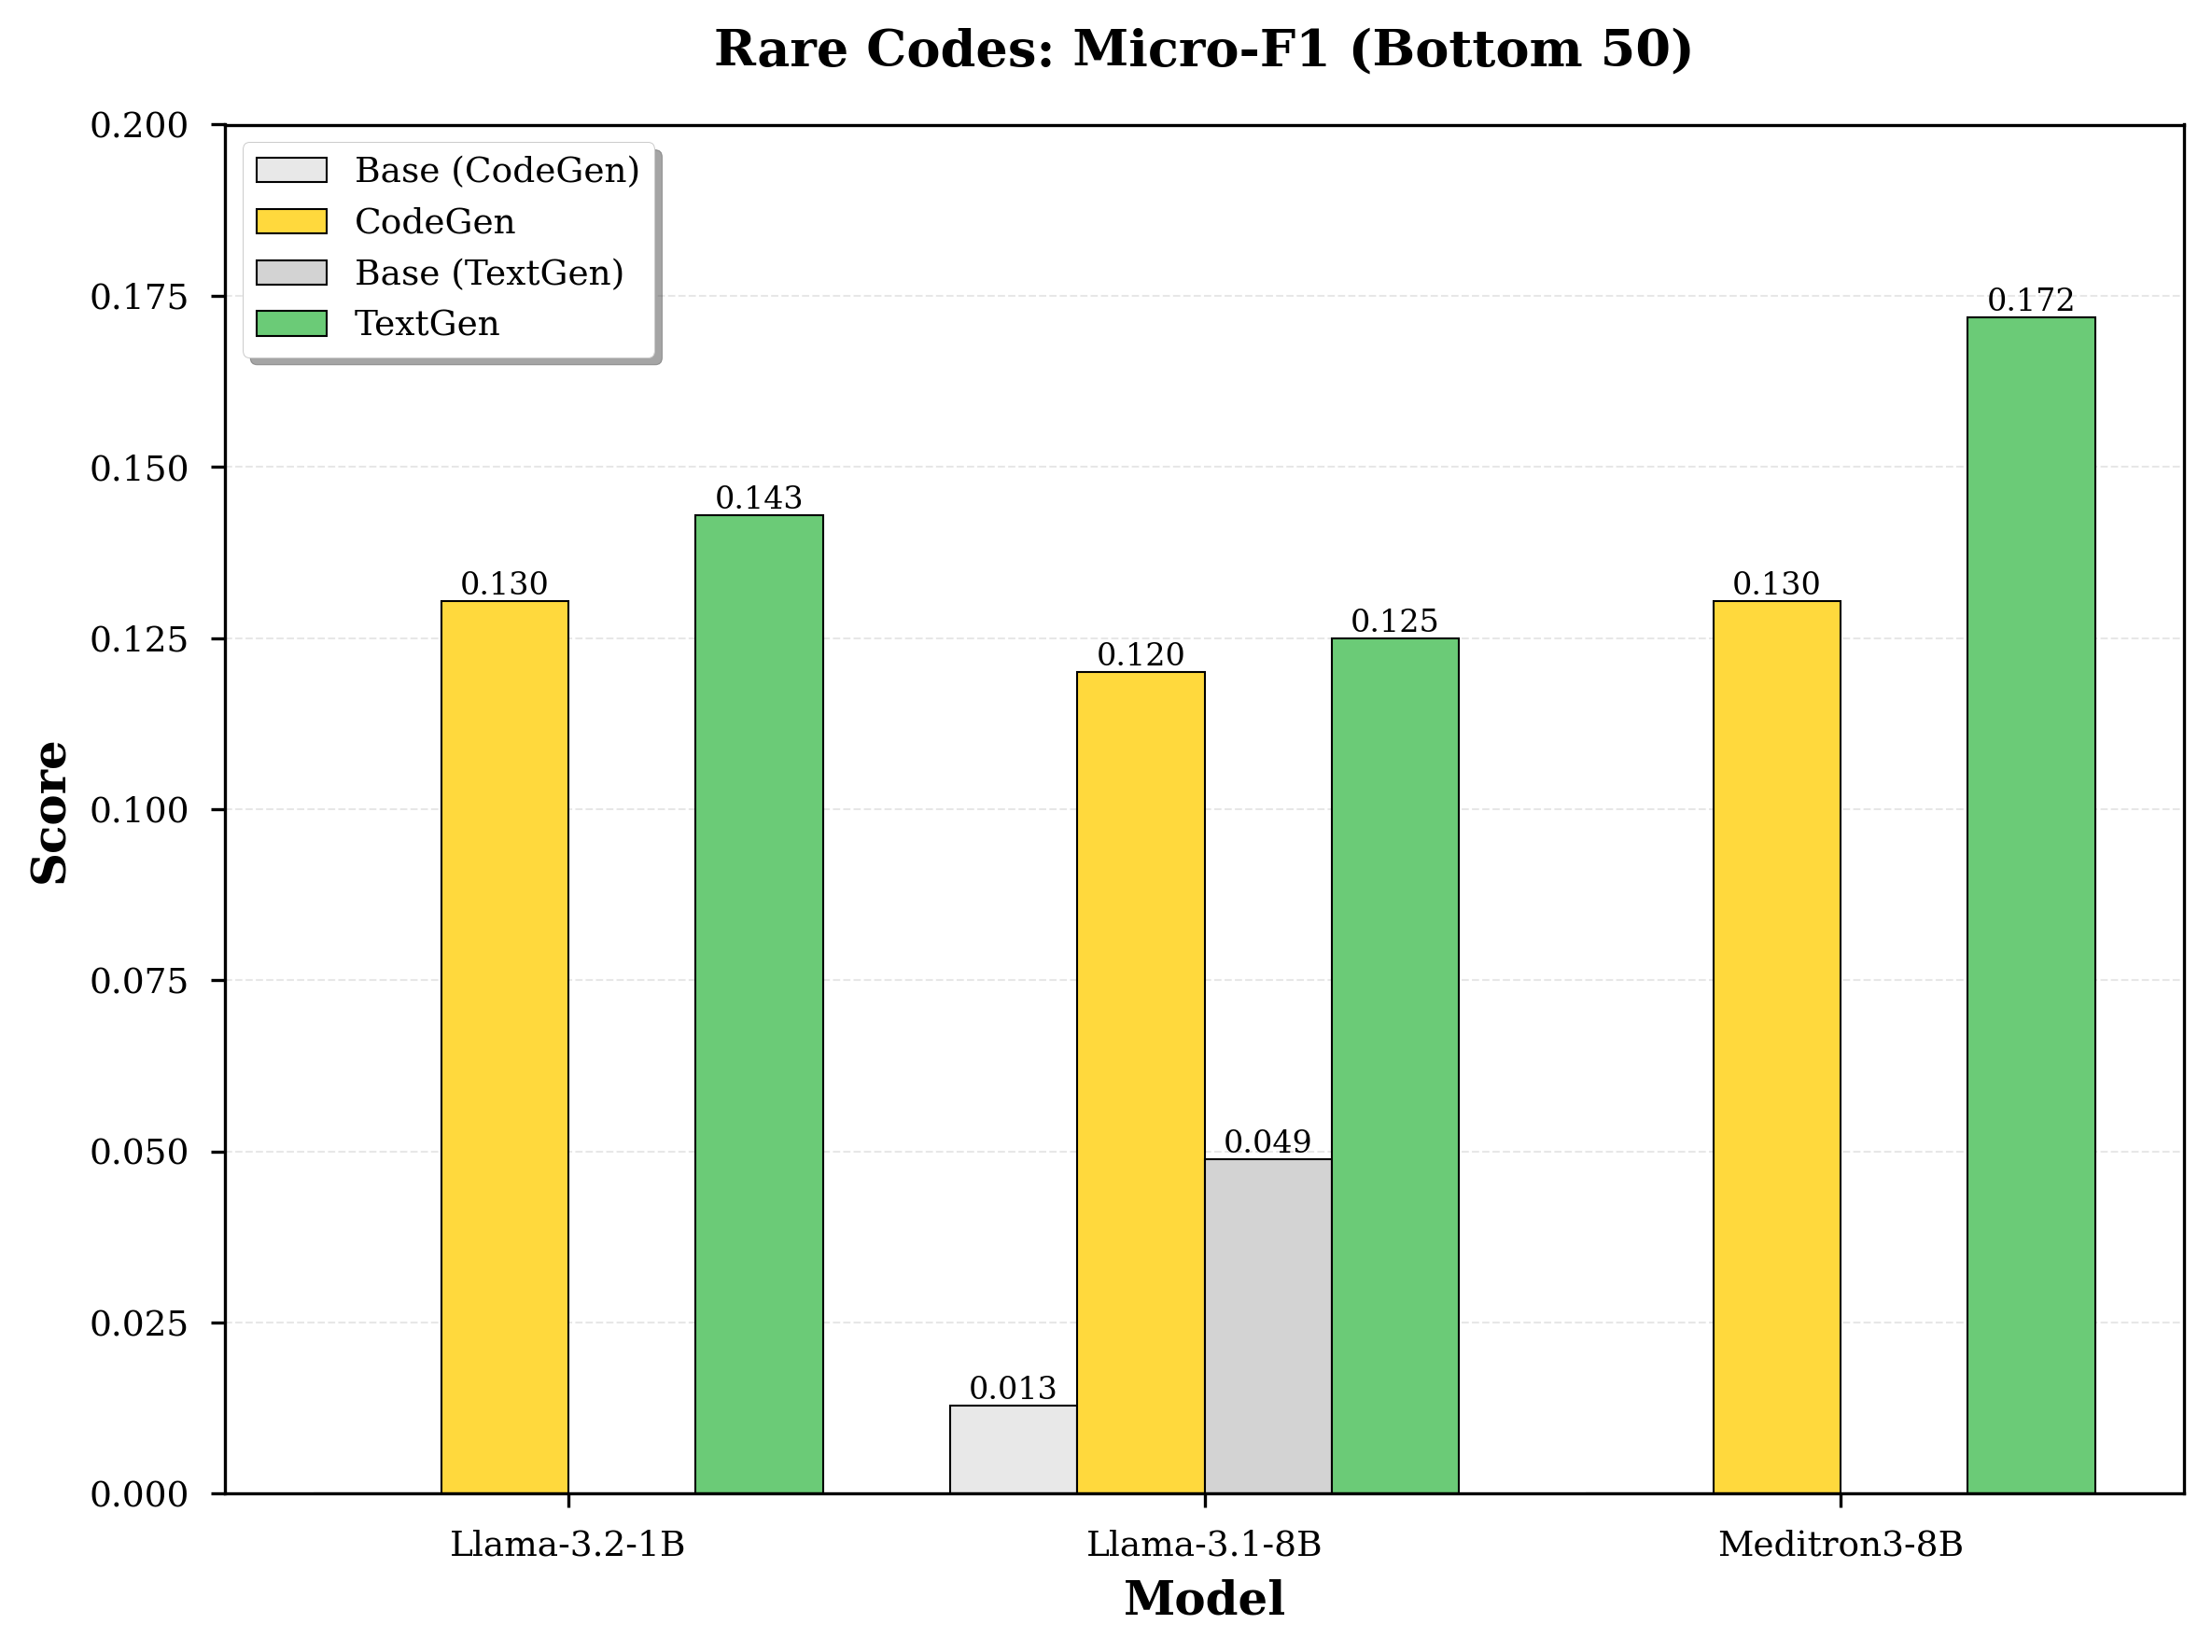 Rare Codes: Micro-F1 (Bottom 50)
0.200
0.175
0.150
0.125
0.100
0.075
0.050
0.025
0.000
Score
Base (CodeGen)
CodeGen
Base (TextGen)
TextGen
0.130
0.143
0.013
0.120
0.049
0.125
0.130
0.172
Llama-3.2-1B
Llama-3.1-8B
Meditron3-8B
Model